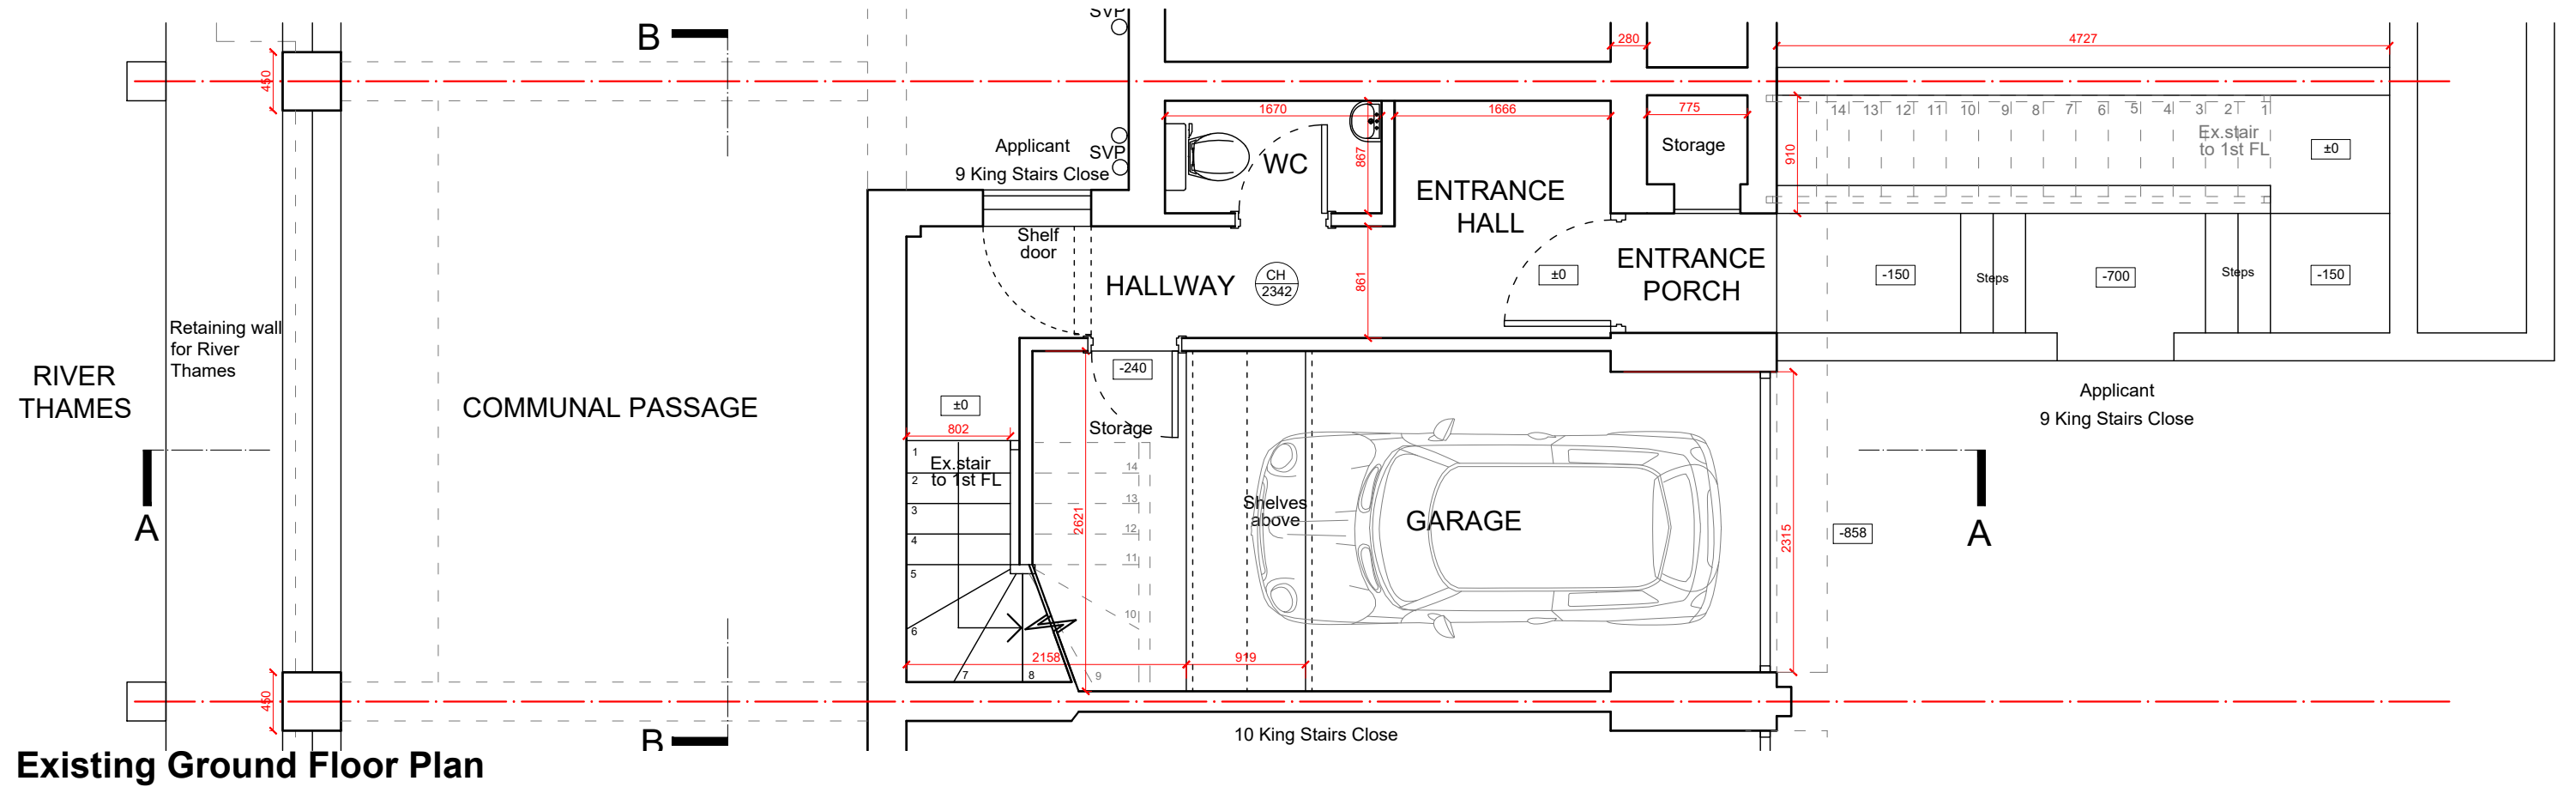 SVP
B
280
4727
450
1670
1666
775
14 13 12 11 10 9 8 7 6 5 4 3 2 1
Ex.stair
to 1st FL
±0
Applicant
9 King Stairs Close
SVP
WC
867
Storage
910
ENTRANCE
HALL
Shelf
door
HALLWAY
CH
2342
861
±0
ENTRANCE
PORCH
-150
Steps
-700
Steps
-150
Retaining wall
for River
Thames
RIVER
THAMES
COMMUNAL PASSAGE
-240
±0
802
Storage
Applicant
9 King Stairs Close
1
Ex.stair
to 1st FL
2
3
4
5
6
7
8
9
10
11
12
13
14
2621
Shelves
above
GARAGE
2315
-858
A
A
2158
919
450
B
10 King Stairs Close
Existing Ground Floor Plan